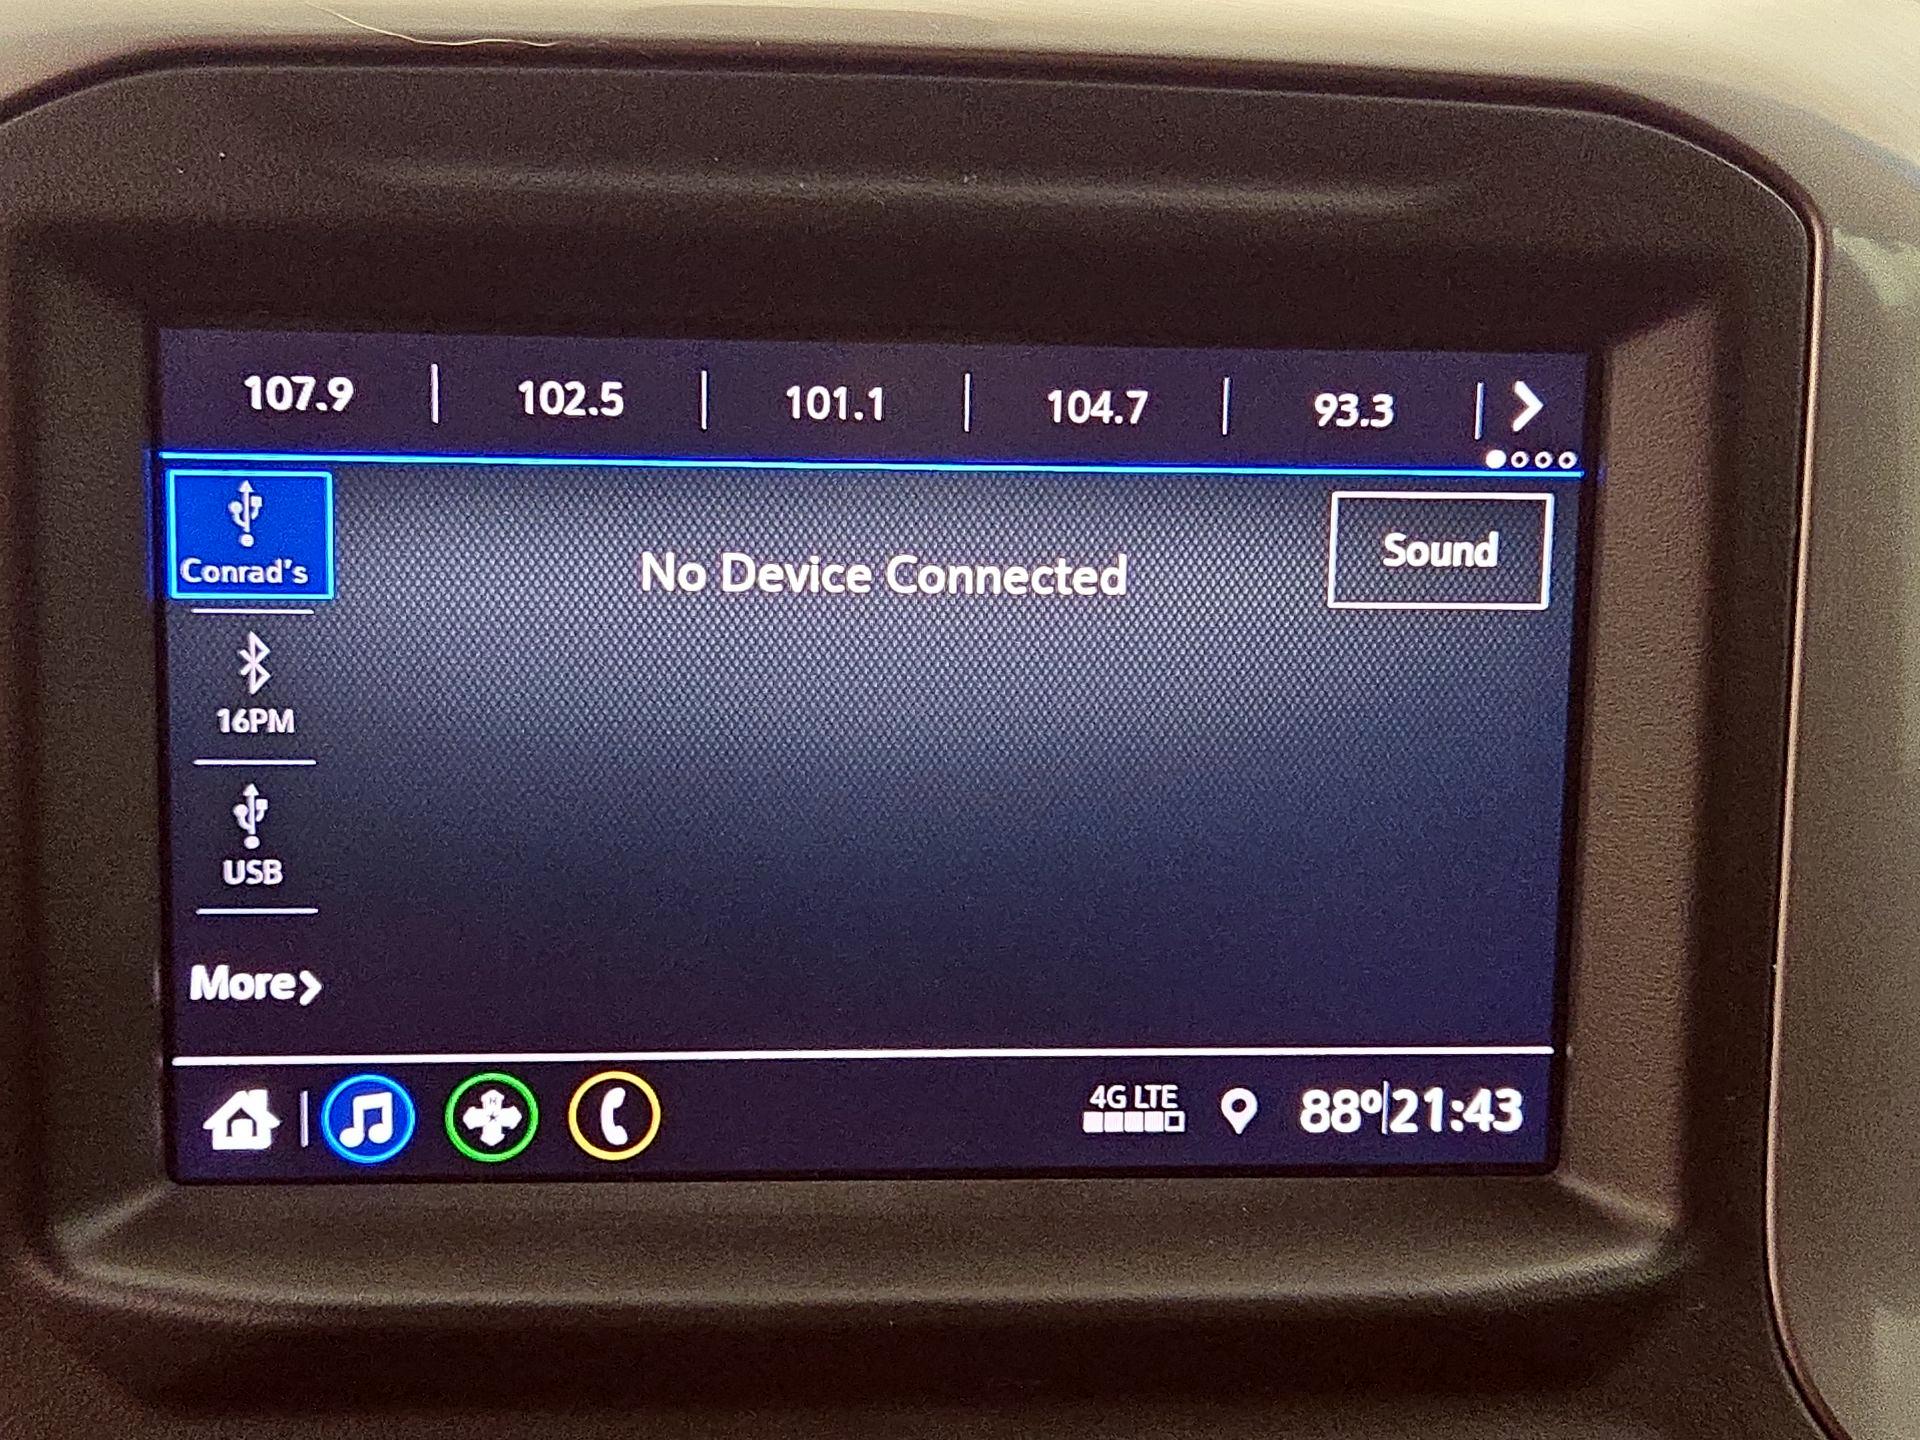 107.9 | 102.5 | 101.1 | 104.7 | 93.3 |
Conrad's
No Device Connected
Sound
16PM
USB
More
4G LTE
88º|21:43